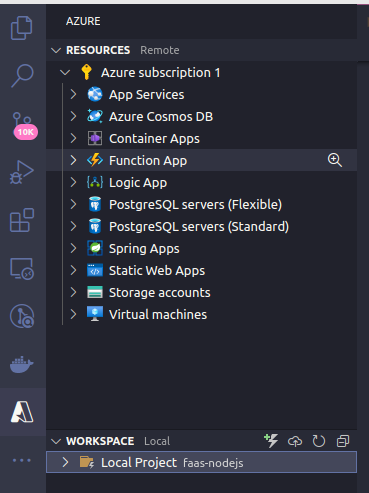 AZURE
RESOURCES Remote
Azure subscription 1
App Services
Azure Cosmos DB
Container Apps
10K
Function App
Logic App
PostgreSQL servers (Flexible)
PostgreSQL servers (Standard)
Spring Apps
Static Web Apps
Storage accounts
Virtual machines
WORKSPACE Local
Local Project faas-nodejs